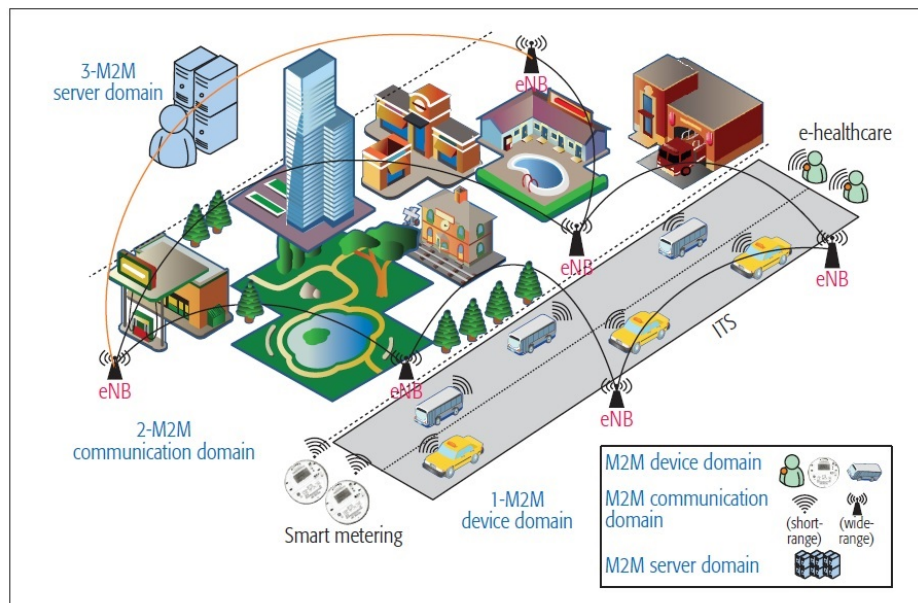 3-M2M
server domain
eNB
e-healthcare
eNB
eNB
ITS
eNB
eNB
eNB
2-M2M
communication domain
1-M2M
device domain
Smart metering
M2M device domain
M2M communication
domain
(short-
range)
(wide-
range)
M2M server domain